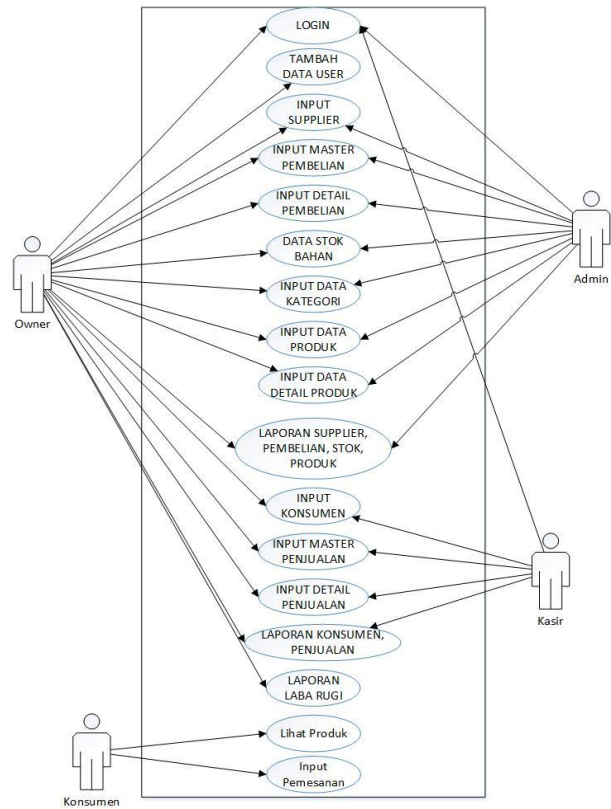 LOGIN
TAMBAH
DATA USER
INPUT
SUPPLIER
INPUT MASTER
PEMBELIAN
INPUT DETAIL
PEMBELIAN
DATA STOK
BAHAN
INPUT DATA
KATEGORI
INPUT DATA
PRODUK
INPUT DATA
DETAIL PRODUK
LAPORAN SUPPLIER,
PEMBELIAN, STOK,
PRODUK
INPUT
KONSUMEN
INPUT MASTER
PENJUALAN
INPUT DETAIL
PENJUALAN
LAPORAN KONSUMEN,
PENJUALAN
LAPORAN
LABA RUGI
Lihat Produk
Input
Pemesanan
Owner
Admin
Kasir
Konsumen